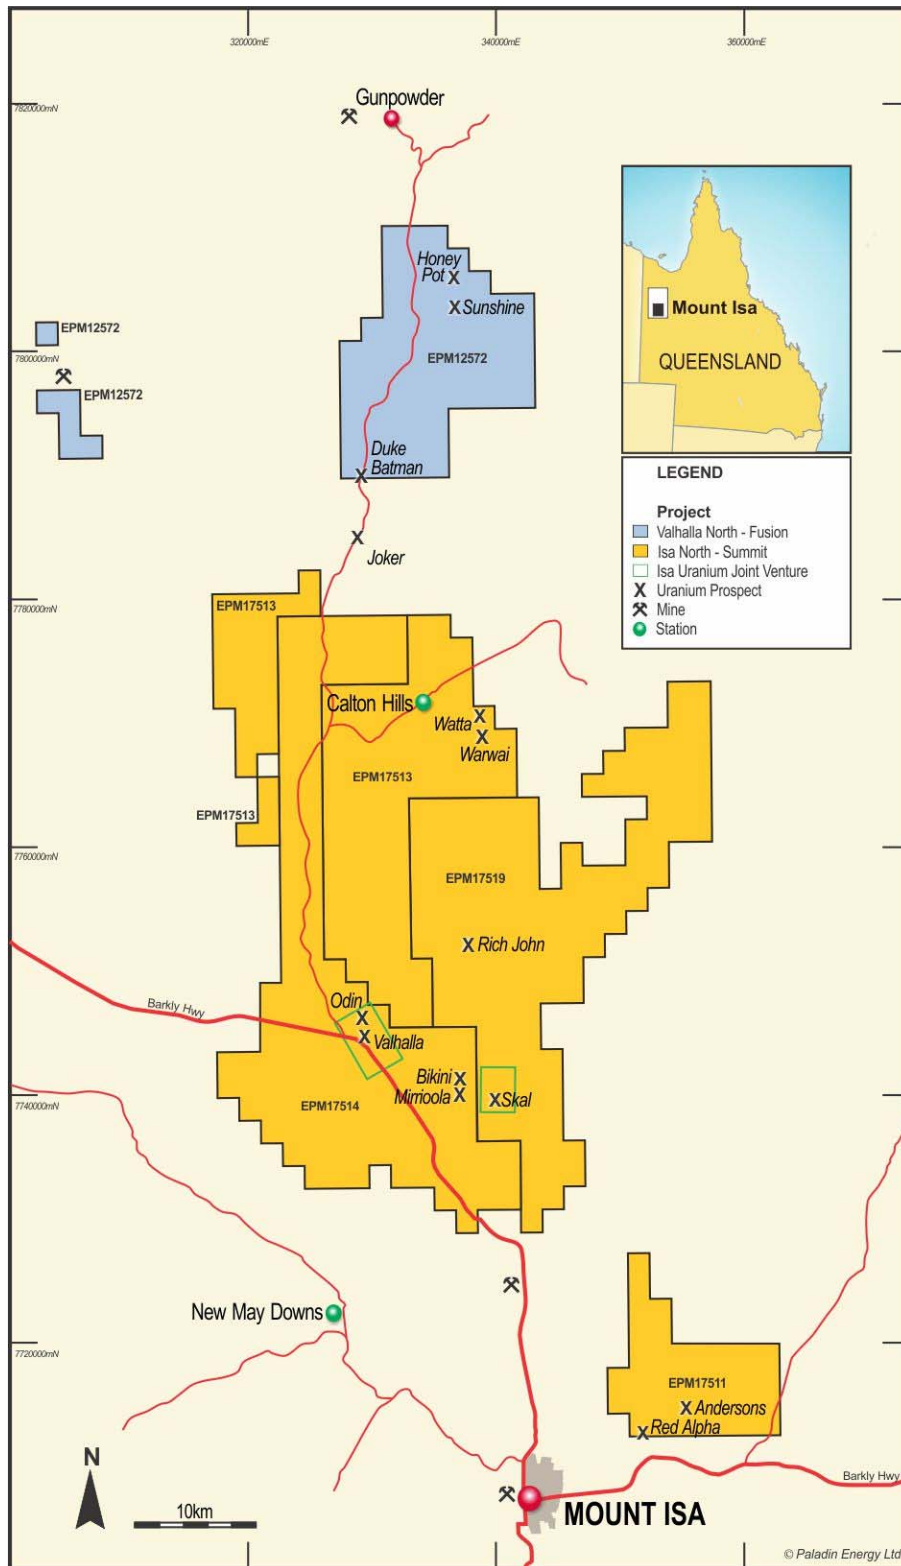 320000mE
340000mE
360000mE
7820000mN
Gunpowder
Honey
Pot X
X Sunshine
EPM12572
7800000mN
EPM12572
EPM12572
Duke
Batman
X
X
Joker
Mount Isa
QUEENSLAND
LEGEND
Project
Valhalla North - Fusion
Isa North - Summit
Isa Uranium Joint Venture
X Uranium Prospect
Mine
Station
7780000mN
EPM17513
Calton Hills
Watta X
X
Warwai
EPM17513
EPM17513
7760000mN
EPM17519
X Rich John
Odin
X
X Valhalla
Barkly Hwy
Bikini X
Mirrioola X
X Skal
7740000mN
EPM17514
New May Downs
7720000mN
EPM17511
X Andersons
Red Alpha
X
N
10km
MOUNT ISA
Barkly Hwy
© Paladin Energy Ltd